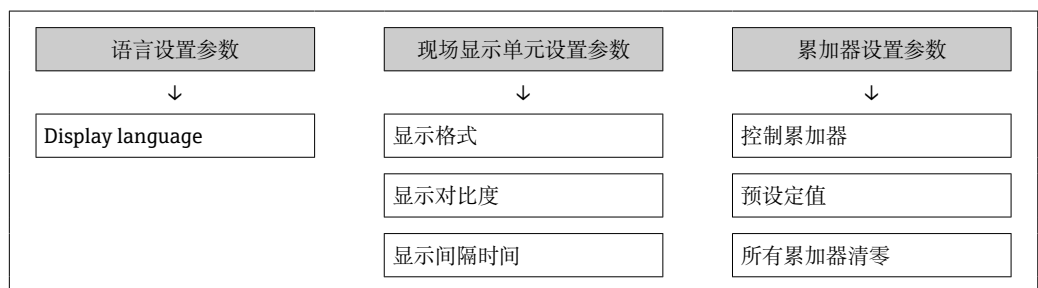 语言设置参数
Display language
现场显示单元设置参数
显示格式
显示对比度
显示间隔时间
累加器设置参数
控制累加器
预设定值
所有累加器清零